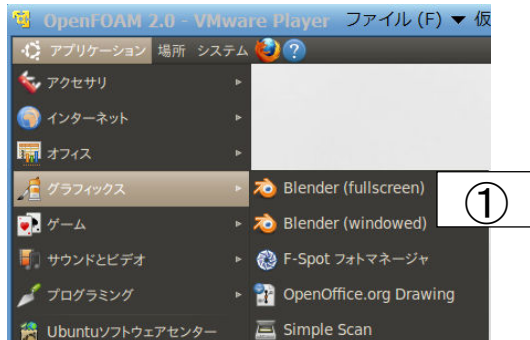 OpenFOAM 2.0 - VMware Player ファイル (F) ▼ 仮
アプリケーション 場所 システム ?
アクセサリ
インターネット
オフィス
グラフィックス
ゲーム
サウンドとビデオ
プログラミング
Ubuntuソフトウェアセンター
Blender (fullscreen)
①
Blender (windowed)
F-Spot フォトマネージャ
OpenOffice.org Drawing
Simple Scan